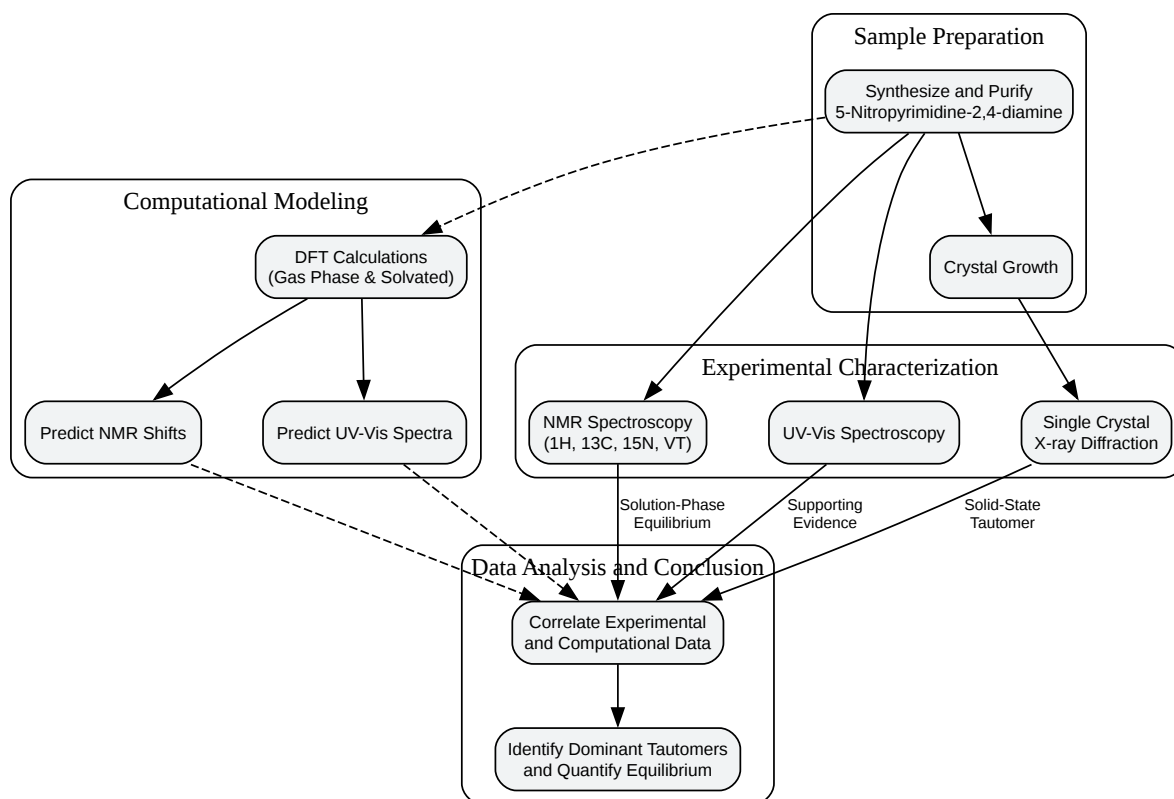 Sample Preparation
Synthesize and Purify
5-Nitropyrimidine-2,4-diamine
Crystal Growth
Computational Modeling
DFT Calculations
(Gas Phase & Solvated)
Predict NMR Shifts
Predict UV-Vis Spectra
Experimental Characterization
NMR Spectroscopy
(1H, 13C, 15N, VT)
UV-Vis Spectroscopy
Single Crystal
X-ray Diffraction
Solution-Phase
Equilibrium
Supporting
Evidence
Solid-State
Tautomer
Data Analysis and Conclusion
Correlate Experimental
and Computational Data
Identify Dominant Tautomers
and Quantify Equilibrium